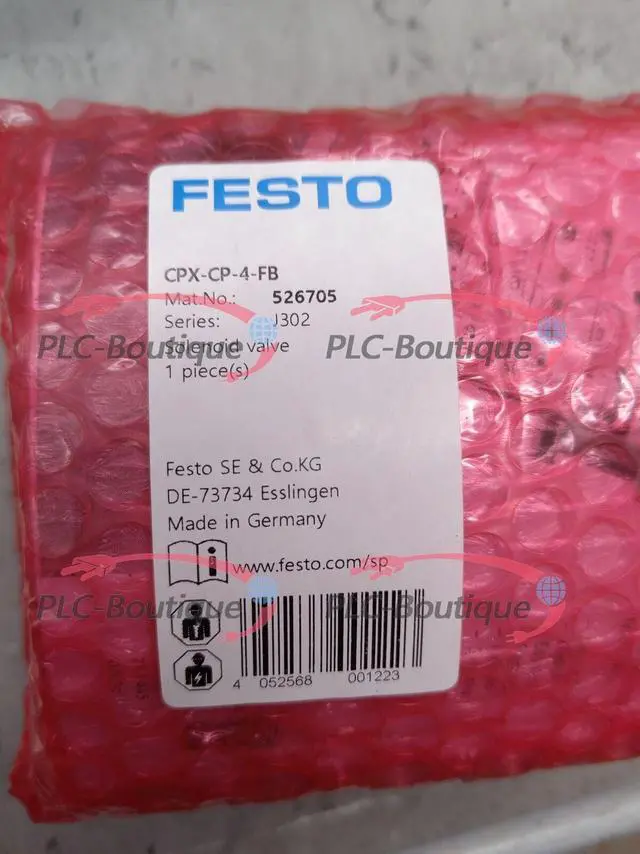 FESTO
CPX-CP-4-FB
Mat.No.: 526705
Series: J302
PLC-Boutique PLC-Boutique
Solenoid valve
1 piece(s)
Festo SE & Co.KG
DE-73734 Esslingen
Made in Germany
www.festo.com/sp
PLC-Boutique PLC-Boutique
4 052568 001223